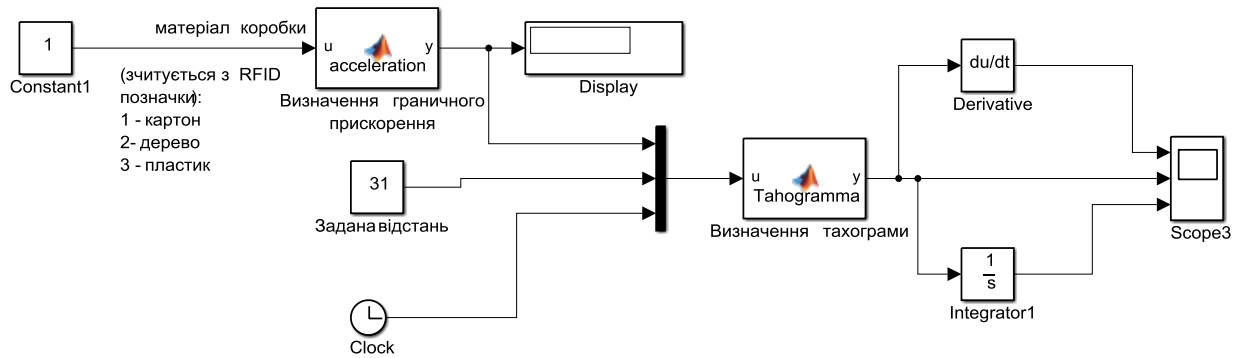 1
Constant1
матеріал коробки
(зчитується з RFID
позначки):
1 - картон
2- дерево
3 - пластик
u
y
acceleration
Визначення граничного
прискорення
Display
31
Задана відстань
Clock
u
y
Tahogramma
Визначення тахограми
du/dt
Derivative
1
s
Integrator1
Scope3